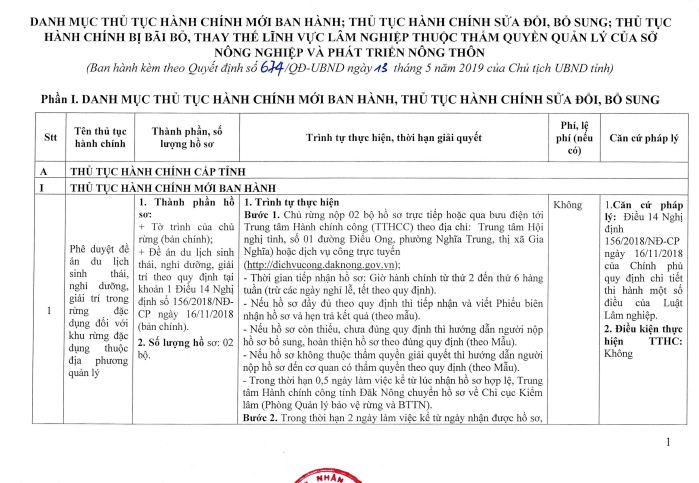 DANH MỤC THỦ TỤC HÀNH CHÍNH MỚI BAN HÀNH; THỦ TỤC HÀNH CHÍNH SỬA ĐỔI, BỔ SUNG; THỦ TỤC
HÀNH CHÍNH BỊ BÃI BỎ, THAY THẾ LĨNH VỰC LÂM NGHIỆP THUỘC THẨM QUYỀN QUẢN LÝ CỦA SỞ
NÔNG NGHIỆP VÀ PHÁT TRIỂN NÔNG THÔN
(Ban hành kèm theo Quyết định số 674/QĐ-UBND ngày 13 tháng 5 năm 2019 của Chủ tịch UBND tỉnh)
Phần I. DANH MỤC THỦ TỤC HÀNH CHÍNH MỚI BAN HÀNH, THỦ TỤC HÀNH CHÍNH SỬA ĐỔI, BỔ SUNG
Stt
Tên thủ tục
hành chính
Thành phần, số
lượng hồ sơ
Trình tự thực hiện, thời hạn giải quyết
Phí, lệ
phí (nếu
có)
Căn cứ pháp lý
A THỦ TỤC HÀNH CHÍNH CẤP TỈNH
I THỦ TỤC HÀNH CHÍNH MỚI BAN HÀNH
1
Phê duyệt đề
án du lịch
sinh thái,
nghỉ dưỡng,
giải trí trong
rừng đặc
dụng đối với
khu rừng đặc
dụng thuộc
địa phương
quản lý
1. Thành phần hồ
sơ:
+ Tờ trình của chủ
rừng (bản chính);
+ Đề án du lịch sinh
thái, nghỉ dưỡng, giải
trí theo quy định tại
khoản 1 Điều 14 Nghị
định số 156/2018/NĐ-
CP ngày 16/11/2018
(bản chính).
2. Số lượng hồ sơ: 02
bộ.
1. Trình tự thực hiện
Bước 1. Chủ rừng nộp 02 bộ hồ sơ trực tiếp hoặc qua bưu điện tới
Trung tâm Hành chính công (TTHCC) theo địa chỉ: Trung tâm Hội
nghị tỉnh, số 01 đường Điểu Ong, phường Nghĩa Trung, thị xã Gia
Nghĩa) hoặc dịch vụ công trực tuyến
(http://dichvucong.daknong.gov.vn);
- Thời gian tiếp nhận hồ sơ: Giờ hành chính từ thứ 2 đến thứ 6 hàng
tuần (trừ các ngày nghỉ lễ, tết theo quy định).
- Nếu hồ sơ đầy đủ theo quy định thì tiếp nhận và viết Phiếu biên
nhận hồ sơ và hẹn trả kết quả (theo mẫu).
- Nếu hồ sơ còn thiếu, chưa đúng quy định thì hướng dẫn người nộp
hồ sơ bổ sung, hoàn thiện hồ sơ theo đúng quy định (theo Mẫu).
- Nếu hồ sơ không thuộc thẩm quyền giải quyết thì hướng dẫn người
nộp hồ sơ đến cơ quan có thẩm quyền theo quy định (theo Mẫu).
- Trong thời hạn 0,5 ngày làm việc kể từ lúc nhận hồ sơ hợp lệ, Trung
tâm Hành chính công tỉnh Đăk Nông chuyển hồ sơ về Chi cục Kiểm
lâm (Phòng Quản lý bảo vệ rừng và BTTN).
Bước 2. Trong thời hạn 2 ngày làm việc kể từ ngày nhận được hồ sơ,
Không
1.Căn cứ pháp
lý: Điều 14 Nghị
định
156/2018/NĐ-CP
ngày 16/11/2018
của Chính phủ
quy định chi tiết
thi hành một số
điều của Luật
Lâm nghiệp.
2. Điều kiện thực
hiện TTHC:
Không
1
NHÂN